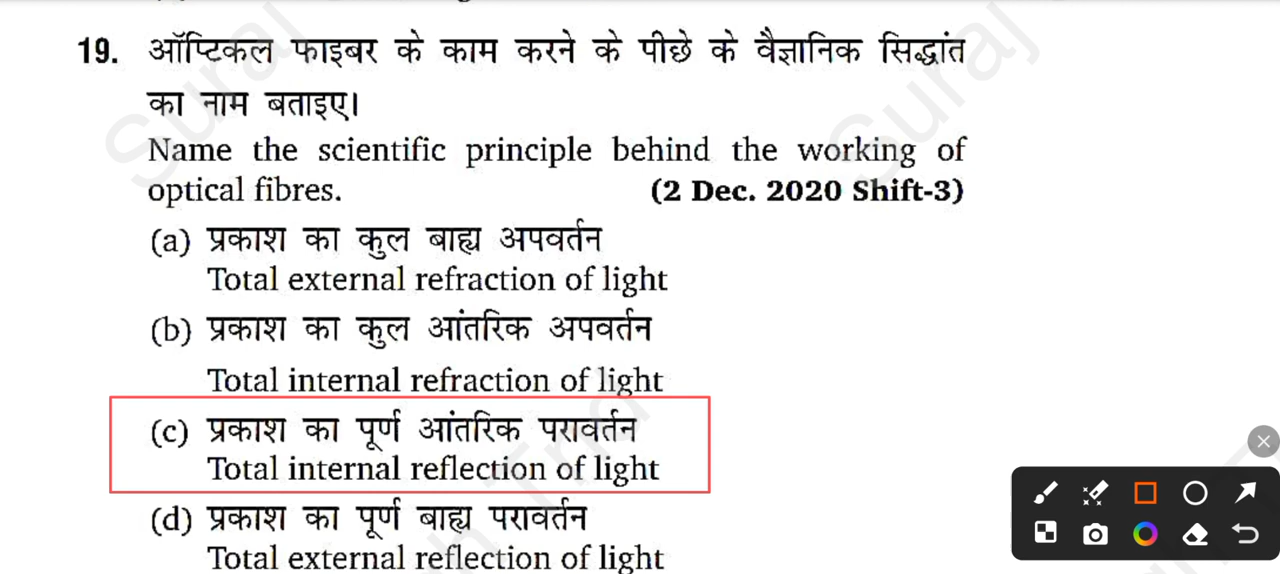 19. ऑप्टिकल फाइबर के काम करने के पीछे के वैज्ञानिक सिद्धांत
का नाम बताइए।
Name the scientific principle behind the working of
optical fibres. (2 Dec. 2020 Shift-3)
(a) प्रकाश का कुल बाह्य अपवर्तन
Total external refraction of light
(b) प्रकाश का कुल आंतरिक अपवर्तन
Total internal refraction of light
(c) प्रकाश का पूर्ण आंतरिक परावर्तन
Total internal reflection of light
(d) प्रकाश का पूर्ण बाह्य परावर्तन
Total external reflection of light
Suraj
Suraj